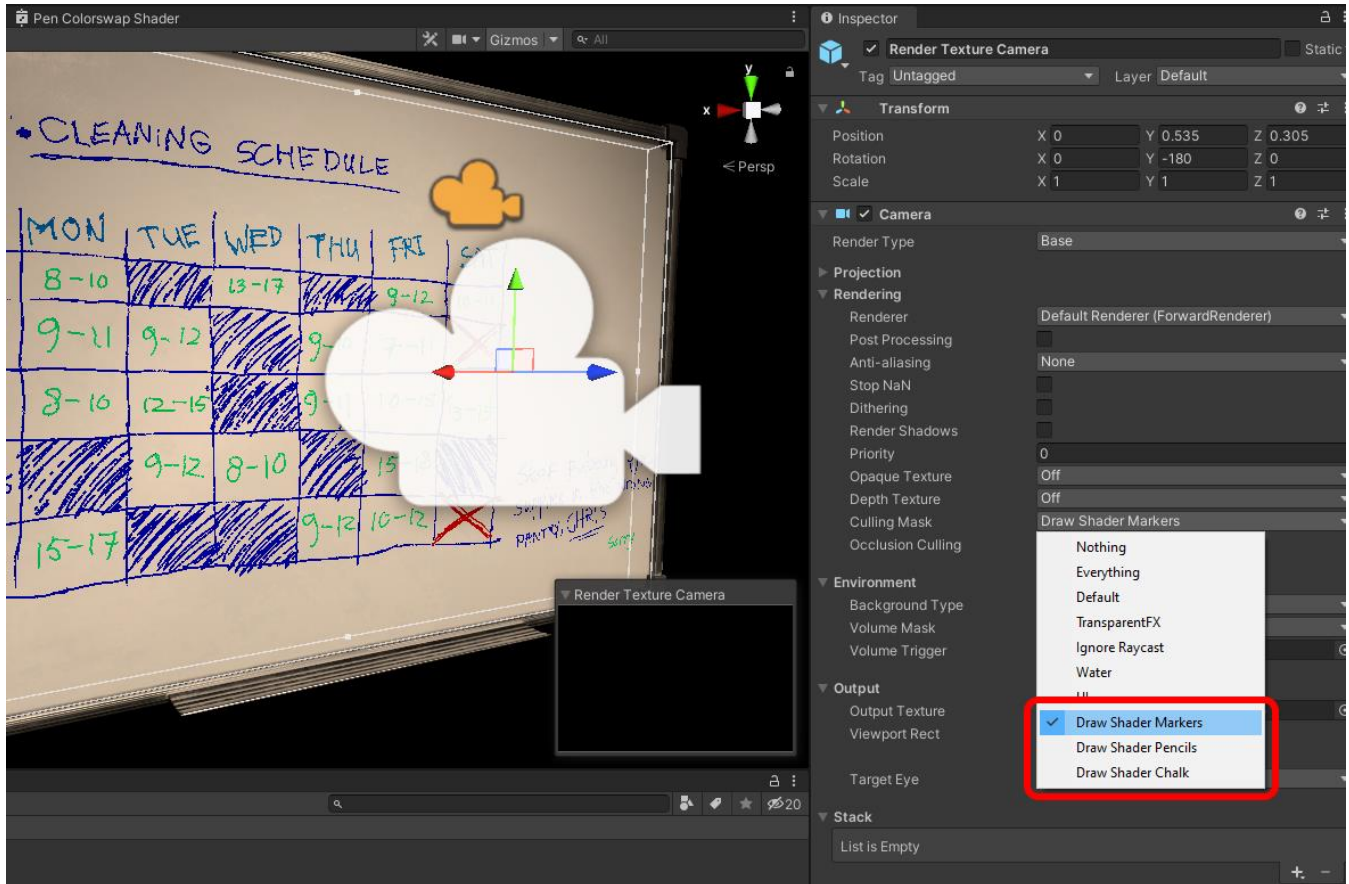 Pen Colorswap Shader
Gizmos
All
y
x
Persp
CLEANING SCHEDULE
MON TUE WED THU FRI SAT
8-10 13-17 9-12
9-11 9-12
8-10 12-15
9-12 8-10
15-17 9-12 10-12
PANTRY, CHRIS
Sorry
Render Texture Camera
20
Inspector
Render Texture Camera Static
Tag Untagged Layer Default
Transform
Position X 0 Y 0.535 Z 0.305
Rotation X 0 Y -180 Z 0
Scale X 1 Y 1 Z 1
Camera
Render Type Base
Projection
Rendering
Renderer Default Renderer (ForwardRenderer)
Post Processing
Anti-aliasing None
Stop NaN
Dithering
Render Shadows
Priority 0
Opaque Texture Off
Depth Texture Off
Culling Mask Draw Shader Markers
Occlusion Culling
Nothing
Everything
Default
TransparentFX
Ignore Raycast
Water
UI
Draw Shader Markers
Draw Shader Pencils
Draw Shader Chalk
Environment
Background Type
Volume Mask
Volume Trigger
Output
Output Texture
Viewport Rect
Target Eye
Stack
List is Empty